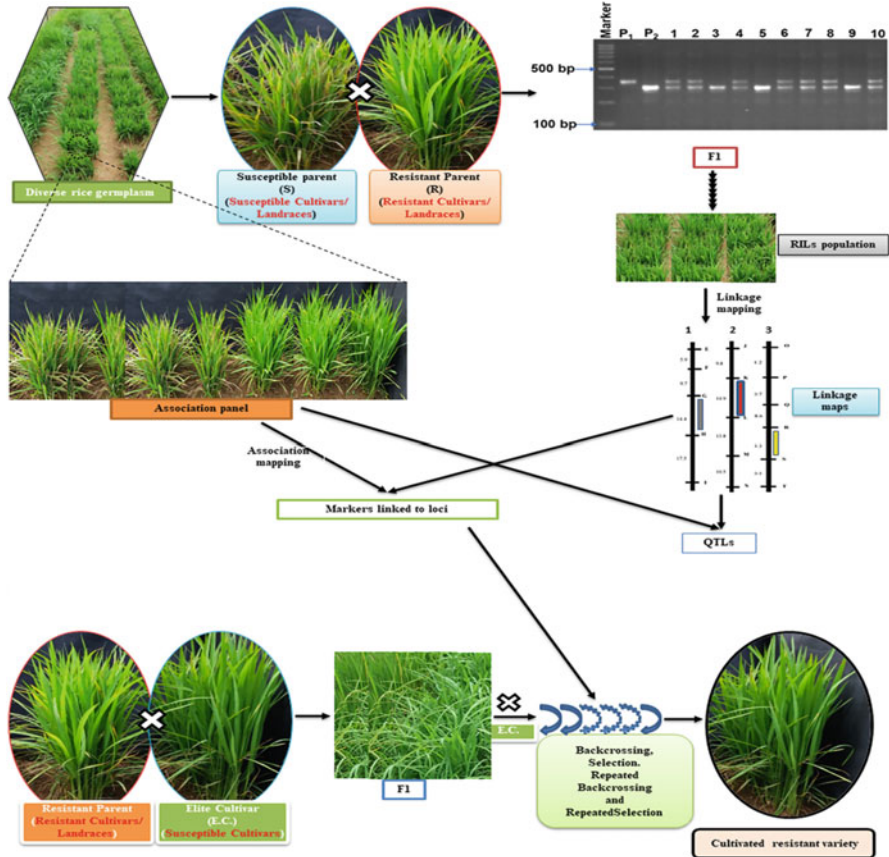 Marker P1 P2 1 2 3 4 5 6 7 8 9 10
500 bp
100 bp
Diverse rice germplasm
Susceptible parent
(S)
(Susceptible Cultivars/
Landraces)
Resistant Parent
(R)
(Resistant Cultivars/
Landraces)
F1
RILs population
Linkage
mapping
1 2 3
Linkage
maps
Association panel
Association
mapping
Markers linked to loci
QTLs
E.C.
Backcrossing,
Selection.
Repeated
Backcrossing
and
RepeatedSelection
F1
Resistant Parent
(Resistant Cultivars/
Landraces)
Elite Cultivar
(E.C.)
(Susceptible Cultivars)
Cultivated resistant variety